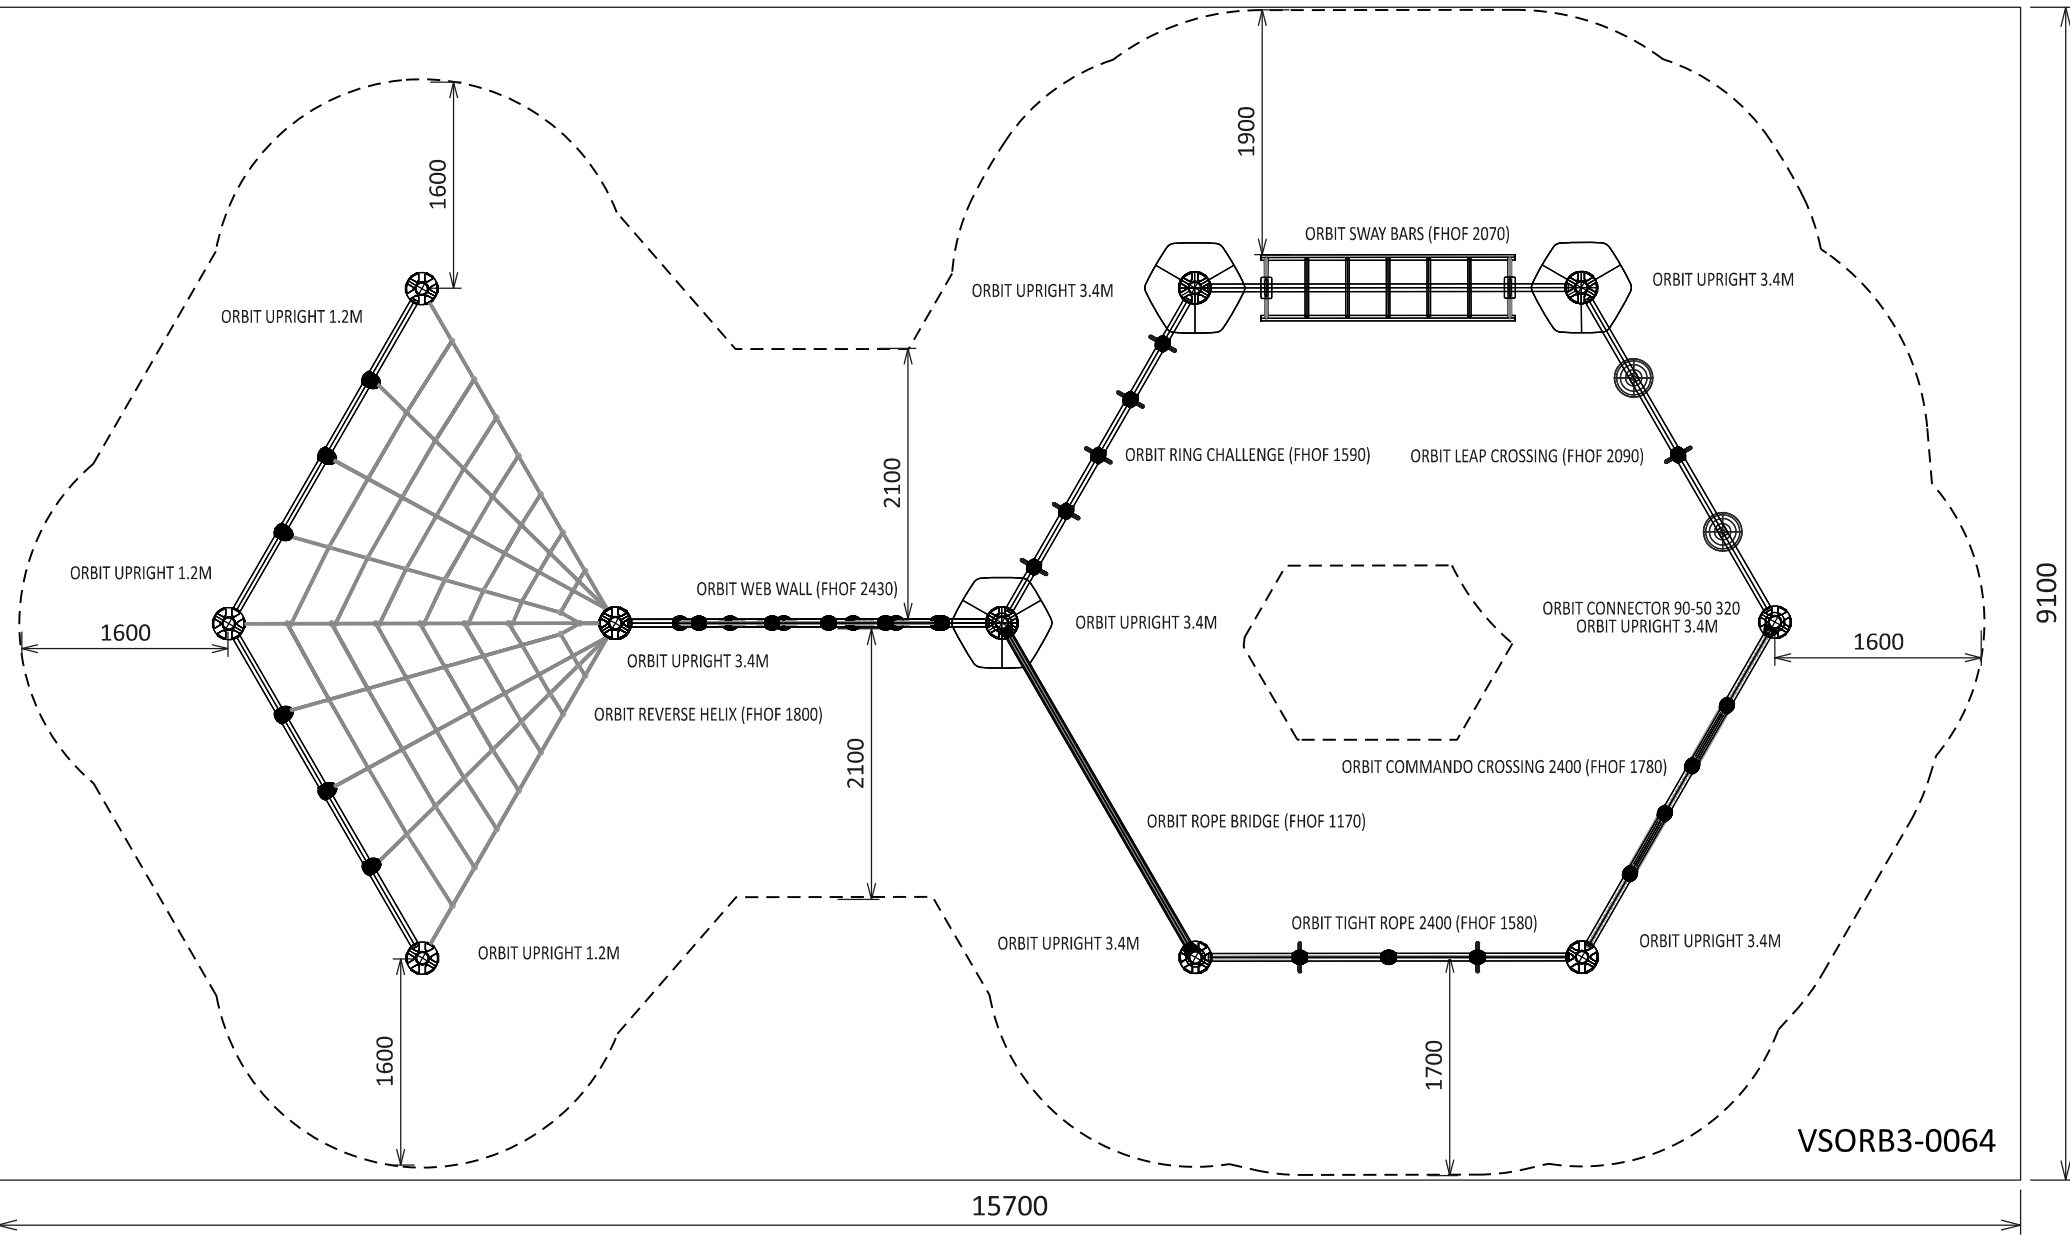 1900
1600
ORBIT SWAY BARS (FHOF 2070)
ORBIT UPRIGHT 3.4M
ORBIT UPRIGHT 3.4M
ORBIT UPRIGHT 1.2M
ORBIT RING CHALLENGE (FHOF 1590)
ORBIT LEAP CROSSING (FHOF 2090)
2100
ORBIT UPRIGHT 1.2M
ORBIT WEB WALL (FHOF 2430)
9100
ORBIT CONNECTOR 90-50 320
ORBIT UPRIGHT 3.4M
ORBIT UPRIGHT 3.4M
1600
1600
ORBIT UPRIGHT 3.4M
ORBIT REVERSE HELIX (FHOF 1800)
2100
ORBIT COMMANDO CROSSING 2400 (FHOF 1780)
ORBIT ROPE BRIDGE (FHOF 1170)
ORBIT TIGHT ROPE 2400 (FHOF 1580)
ORBIT UPRIGHT 3.4M
ORBIT UPRIGHT 3.4M
ORBIT UPRIGHT 1.2M
1600
1700
VSORB3-0064
15700